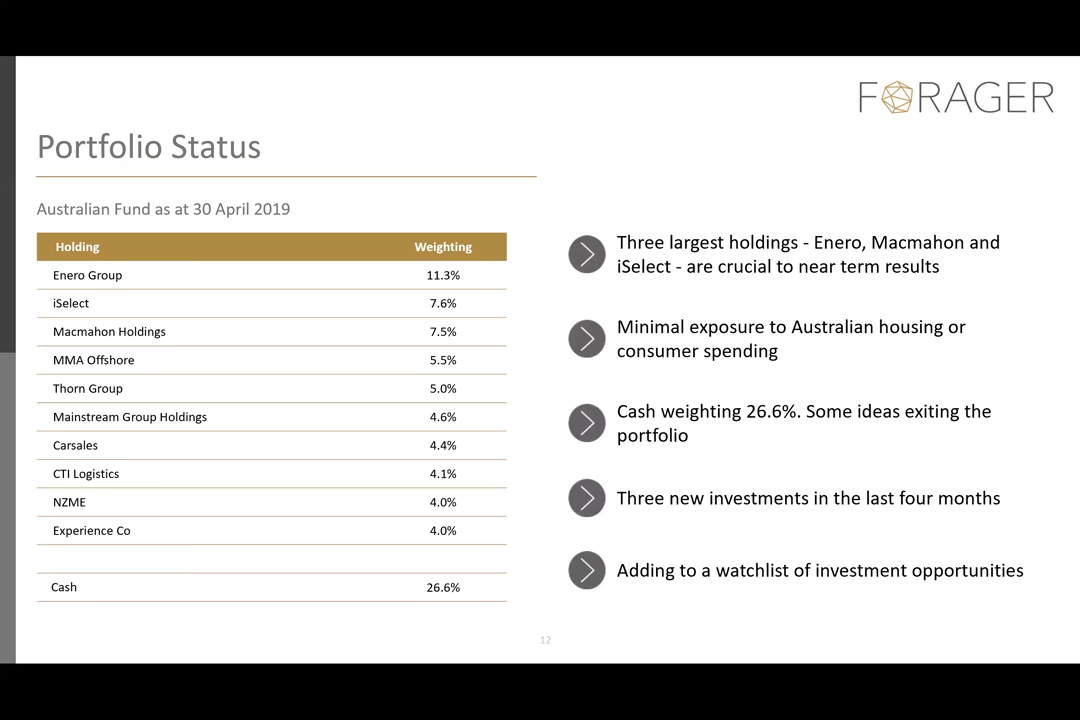 FORAGER
Portfolio Status
Australian Fund as at 30 April 2019
Holding Weighting
Enero Group 11.3%
iSelect 7.6%
Macmahon Holdings 7.5%
MMA Offshore 5.5%
Thorn Group 5.0%
Mainstream Group Holdings 4.6%
Carsales 4.4%
CTI Logistics 4.1%
NZME 4.0%
Experience Co 4.0%
Cash 26.6%
Three largest holdings - Enero, Macmahon and
iSelect - are crucial to near term results
Minimal exposure to Australian housing or
consumer spending
Cash weighting 26.6%. Some ideas exiting the
portfolio
Three new investments in the last four months
Adding to a watchlist of investment opportunities
12